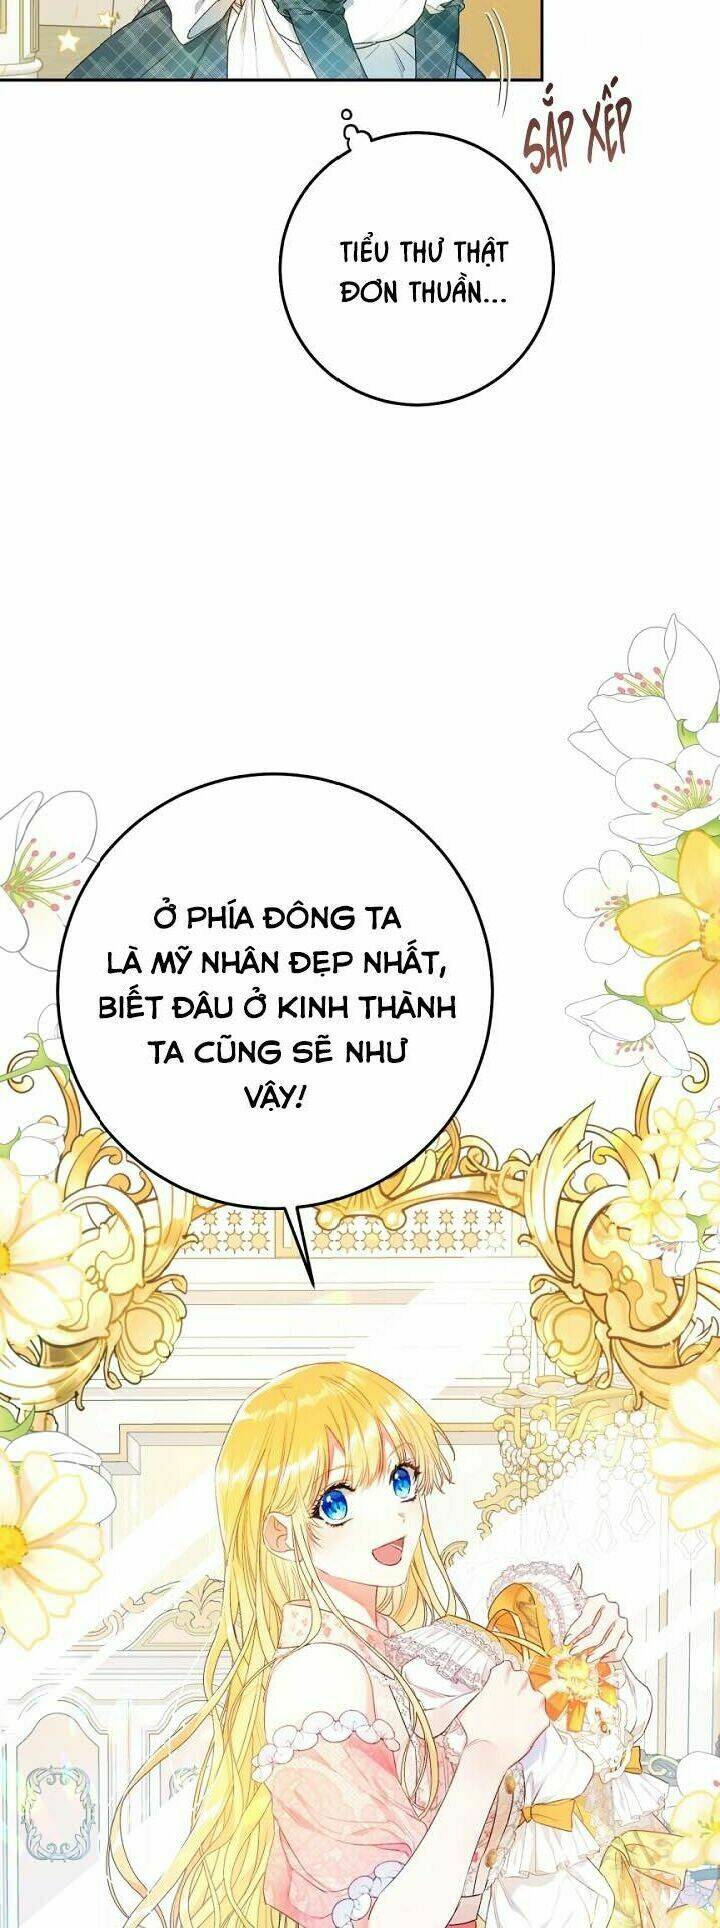 SẮP XẾP
TIỂU THƯ THẬT
ĐƠN THUẦN...
Ở PHÍA ĐÔNG TA
LÀ MỸ NHÂN ĐẸP NHẤT,
BIẾT ĐÂU Ở KINH THÀNH
TA CŨNG SẼ NHƯ
VẬY!